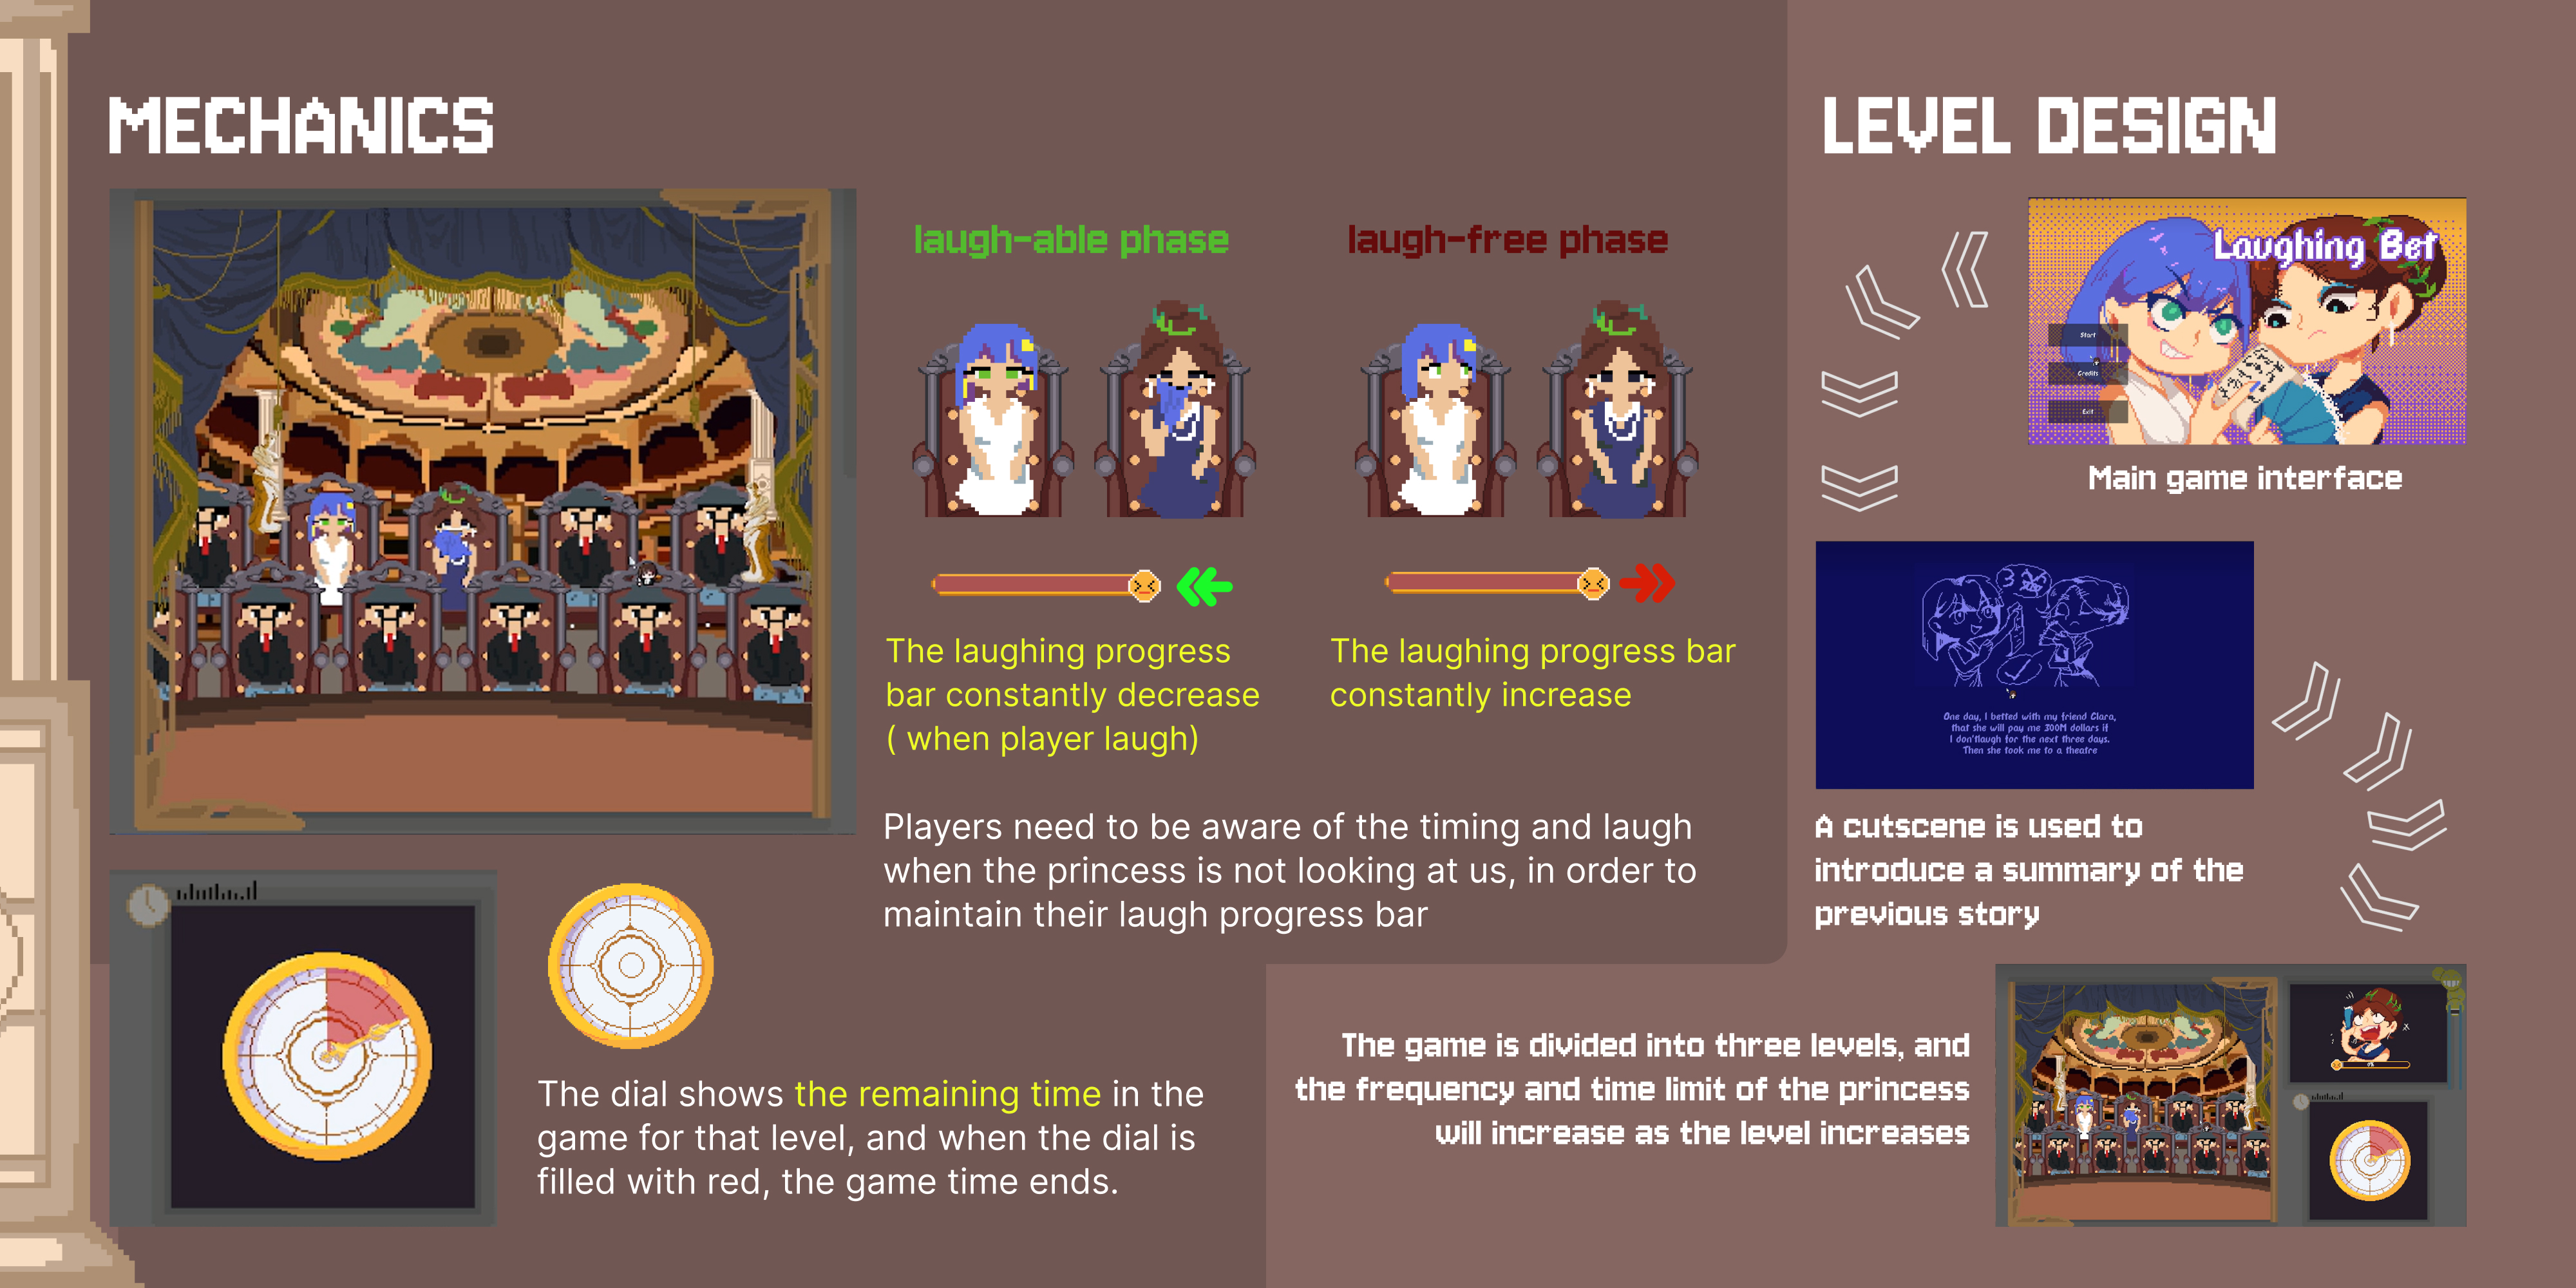 MECHANICS
laugh-able phase
laugh-free phase
The laughing progress
bar constantly decrease
( when player laugh)
The laughing progress bar
constantly increase
Players need to be aware of the timing and laugh
when the princess is not looking at us, in order to
maintain their laugh progress bar
The dial shows the remaining time in the
game for that level, and when the dial is
filled with red, the game time ends.
LEVEL DESIGN
Laughing Bet
Start
Credits
Exit
Main game interface
3
One day, I betted with my friend Clara,
that she will pay me 300M dollars if
I don'tlaugh for the next three days.
Then she took me to a theatre
A cutscene is used to
introduce a summary of the
previous story
The game is divided into three levels, and
the frequency and time limit of the princess
will increase as the level increases